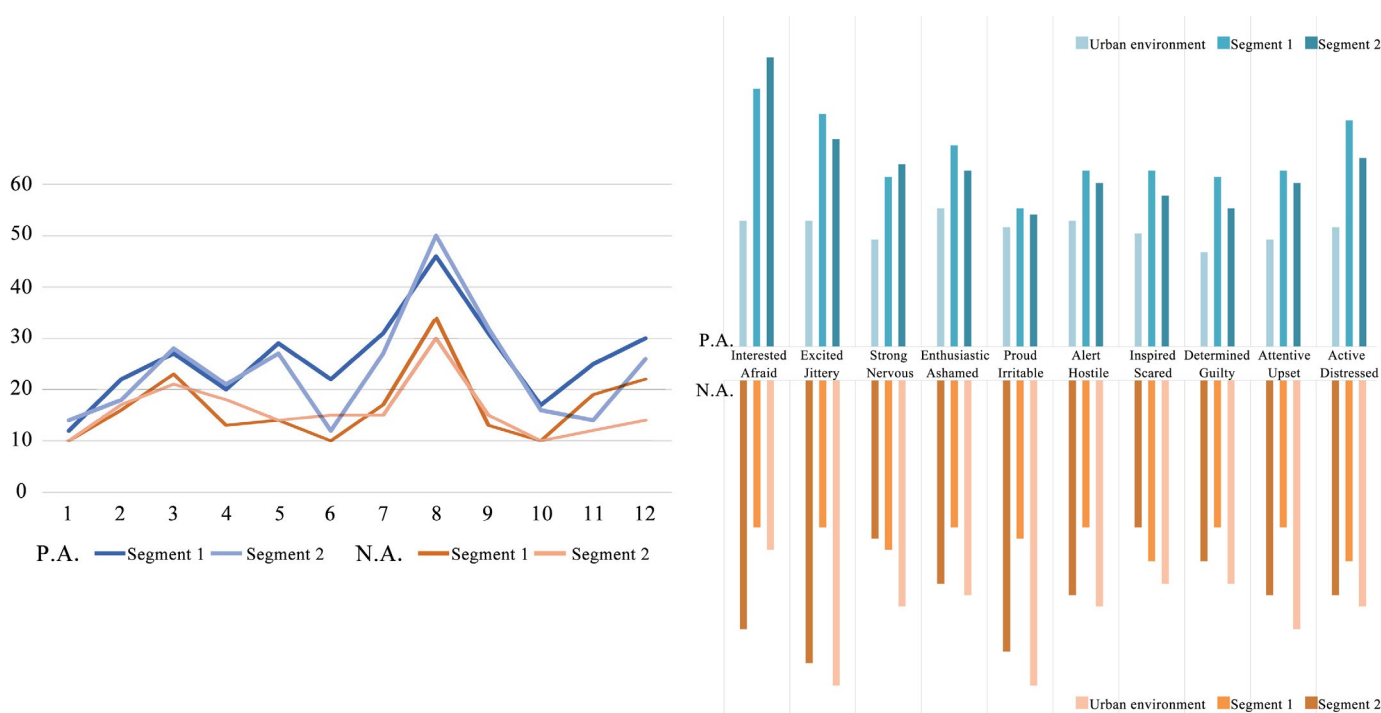 60
50
40
30
20
10
0
1 2 3 4 5 6 7 8 9 10 11 12
P.A. Segment 1 Segment 2 N.A. Segment 1 Segment 2
Urban environment Segment 1 Segment 2
P.A.
Interested Excited Strong Enthusiastic Proud Alert Inspired Determined Attentive Active
Afraid Jittery Nervous Ashamed Irritable Hostile Scared Guilty Upset Distressed
N.A.
Urban environment Segment 1 Segment 2